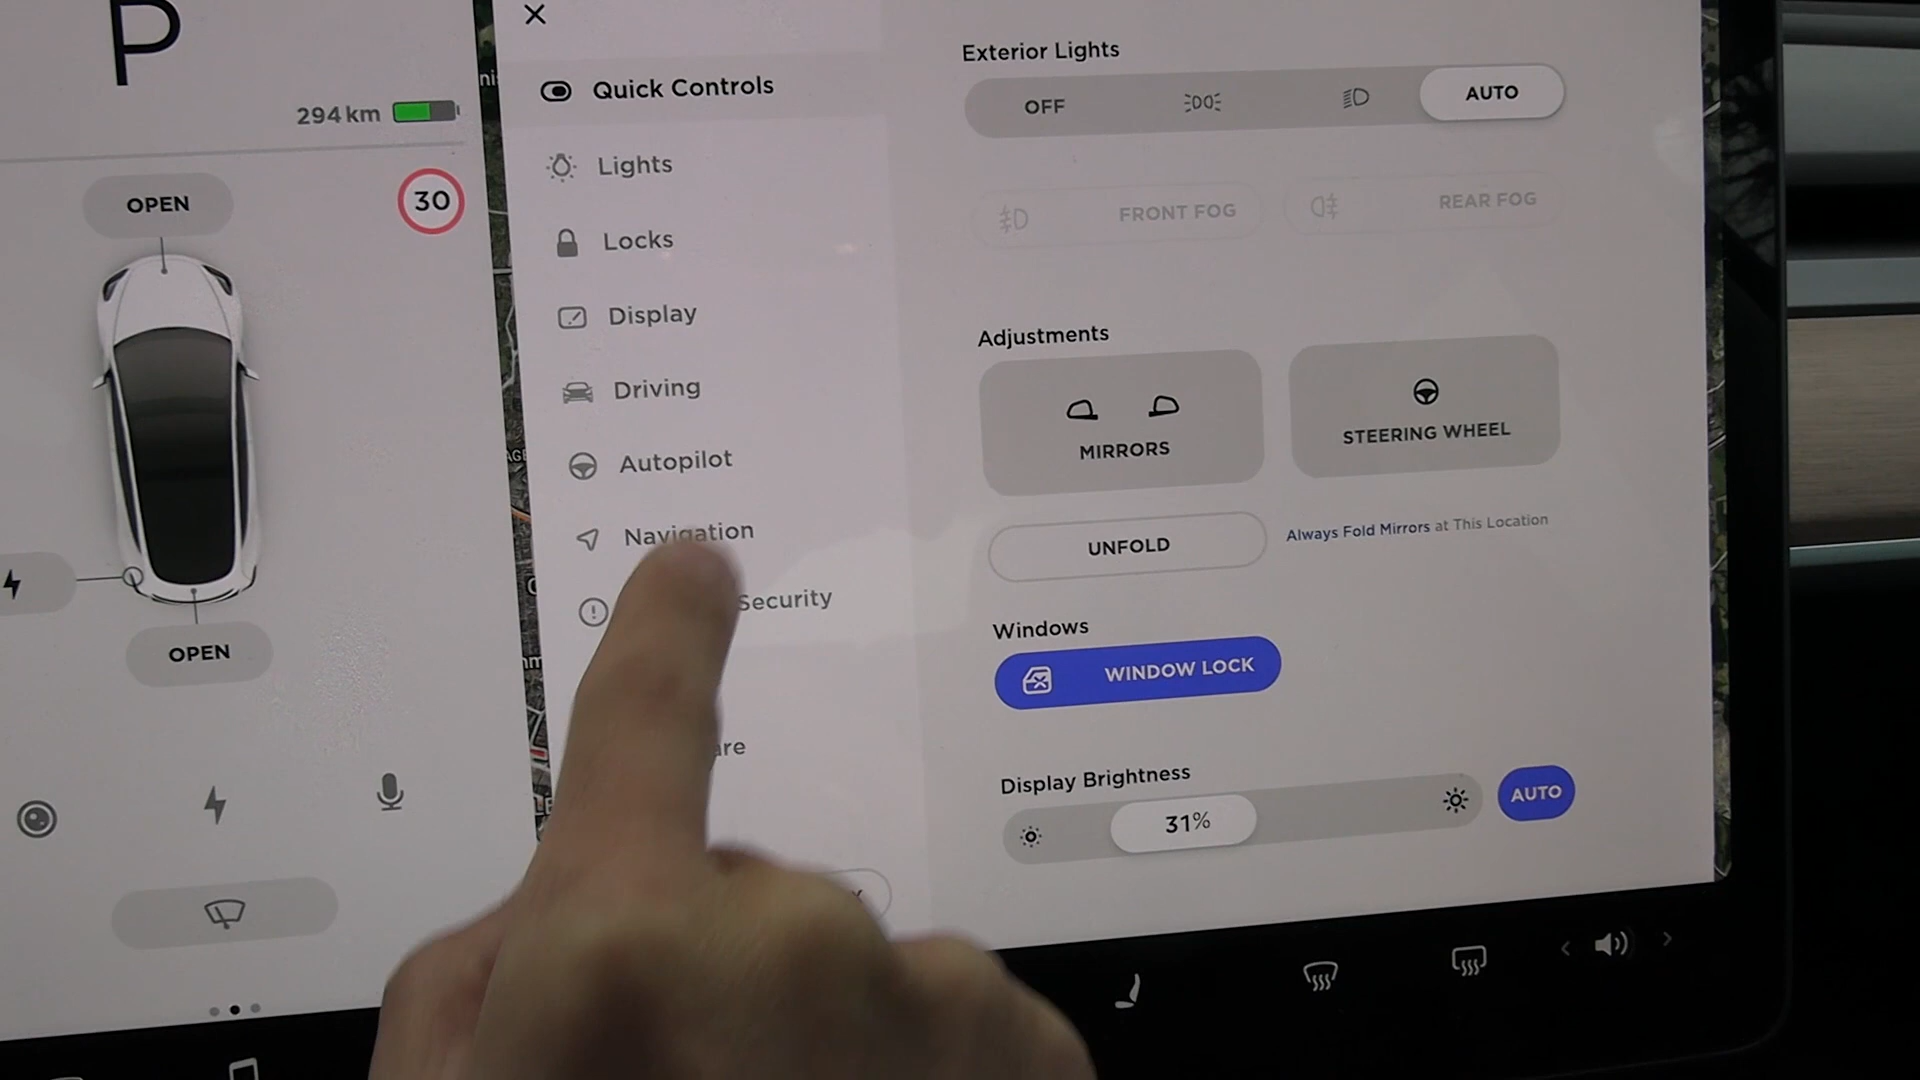 P
294 km
30
OPEN
OPEN
Quick Controls
Lights
Locks
Display
Driving
Autopilot
Navigation
Security
Exterior Lights
OFF
AUTO
FRONT FOG
REAR FOG
Adjustments
MIRRORS
STEERING WHEEL
UNFOLD
Always Fold Mirrors at This Location
Windows
WINDOW LOCK
Display Brightness
31%
AUTO